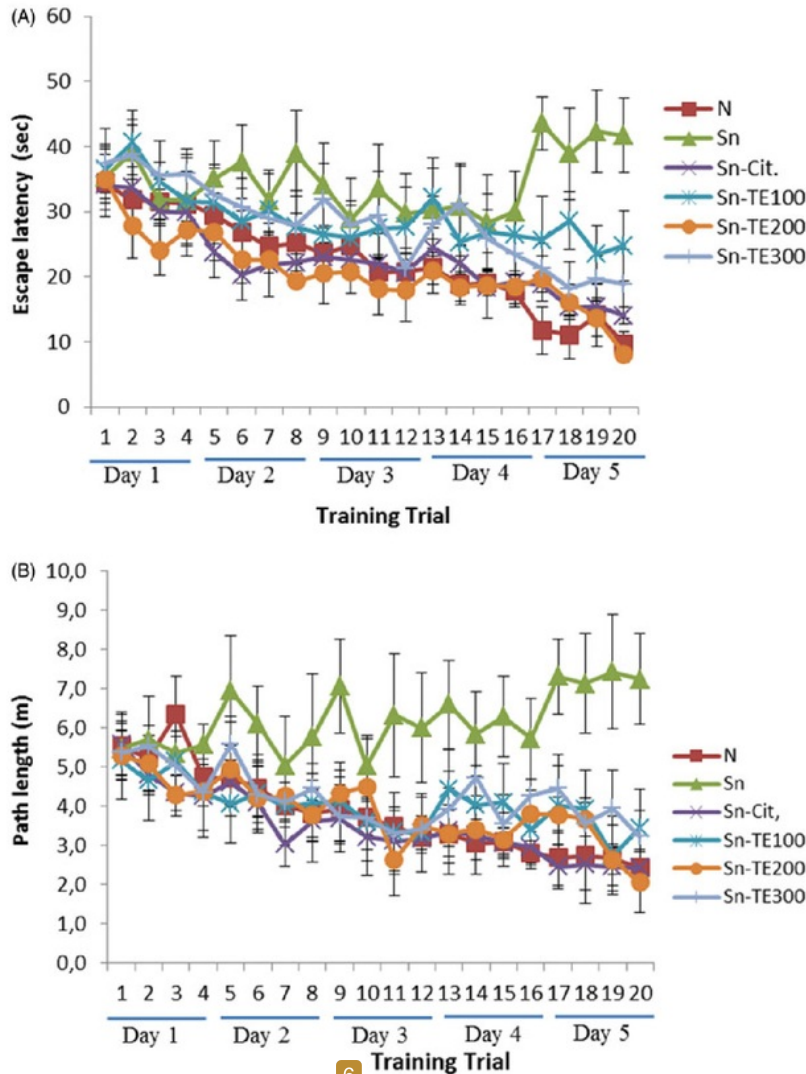 (A)
60
50
40
30
20
10
0
Escape latency (sec)
N
Sn
Sn-Cit.
Sn-TE100
Sn-TE200
Sn-TE300
1 2 3 4 5 6 7 8 9 10 11 12 13 14 15 16 17 18 19 20
Day 1 Day 2 Day 3 Day 4 Day 5
Training Trial
(B)
10,0
9,0
8,0
7,0
6,0
5,0
4,0
3,0
2,0
1,0
0,0
Path length (m)
N
Sn
Sn-Cit,
Sn-TE100
Sn-TE200
Sn-TE300
1 2 3 4 5 6 7 8 9 10 11 12 13 14 15 16 17 18 19 20
Day 1 Day 2 Day 3 Day 4 Day 5
Training Trial